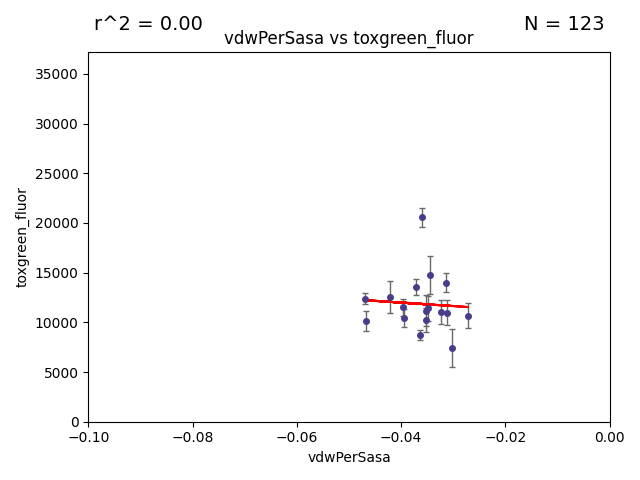 r^2 = 0.00
N = 123
vdwPerSasa vs toxgreen_fluor
35000
30000
25000
20000
15000
10000
5000
0
toxgreen_fluor
−0.10
−0.08
−0.06
−0.04
−0.02
0.00
vdwPerSasa